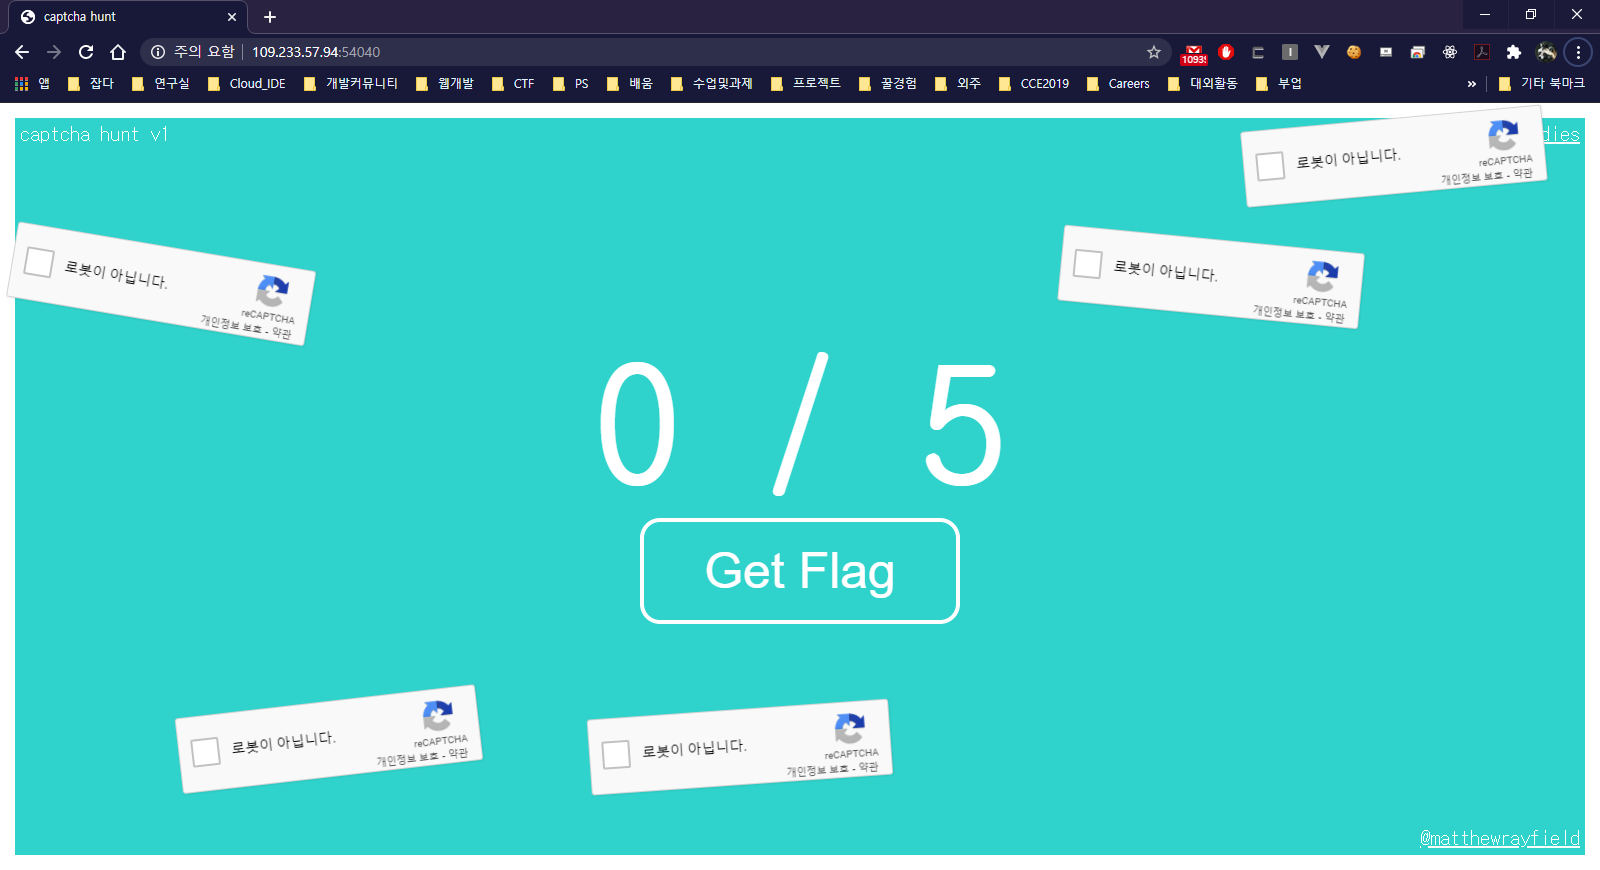 captcha hunt
주의 요함 109.233.57.94:54040
1093
앱 잡다 연구실 Cloud_IDE 개발커뮤니티 웹개발 CTF PS 배움 수업및과제 프로젝트 꿀경험 외주 CCE2019 Careers 대외활동 부업 » 기타 북마크
captcha hunt v1
dies
로봇이 아닙니다.
reCAPTCHA
개인정보 보호 - 약관
로봇이 아닙니다.
reCAPTCHA
개인정보 보호 - 약관
로봇이 아닙니다.
reCAPTCHA
개인정보 보호 - 약관
0 / 5
Get Flag
로봇이 아닙니다.
reCAPTCHA
개인정보 보호 - 약관
로봇이 아닙니다.
reCAPTCHA
개인정보 보호 - 약관
@matthewrayfield